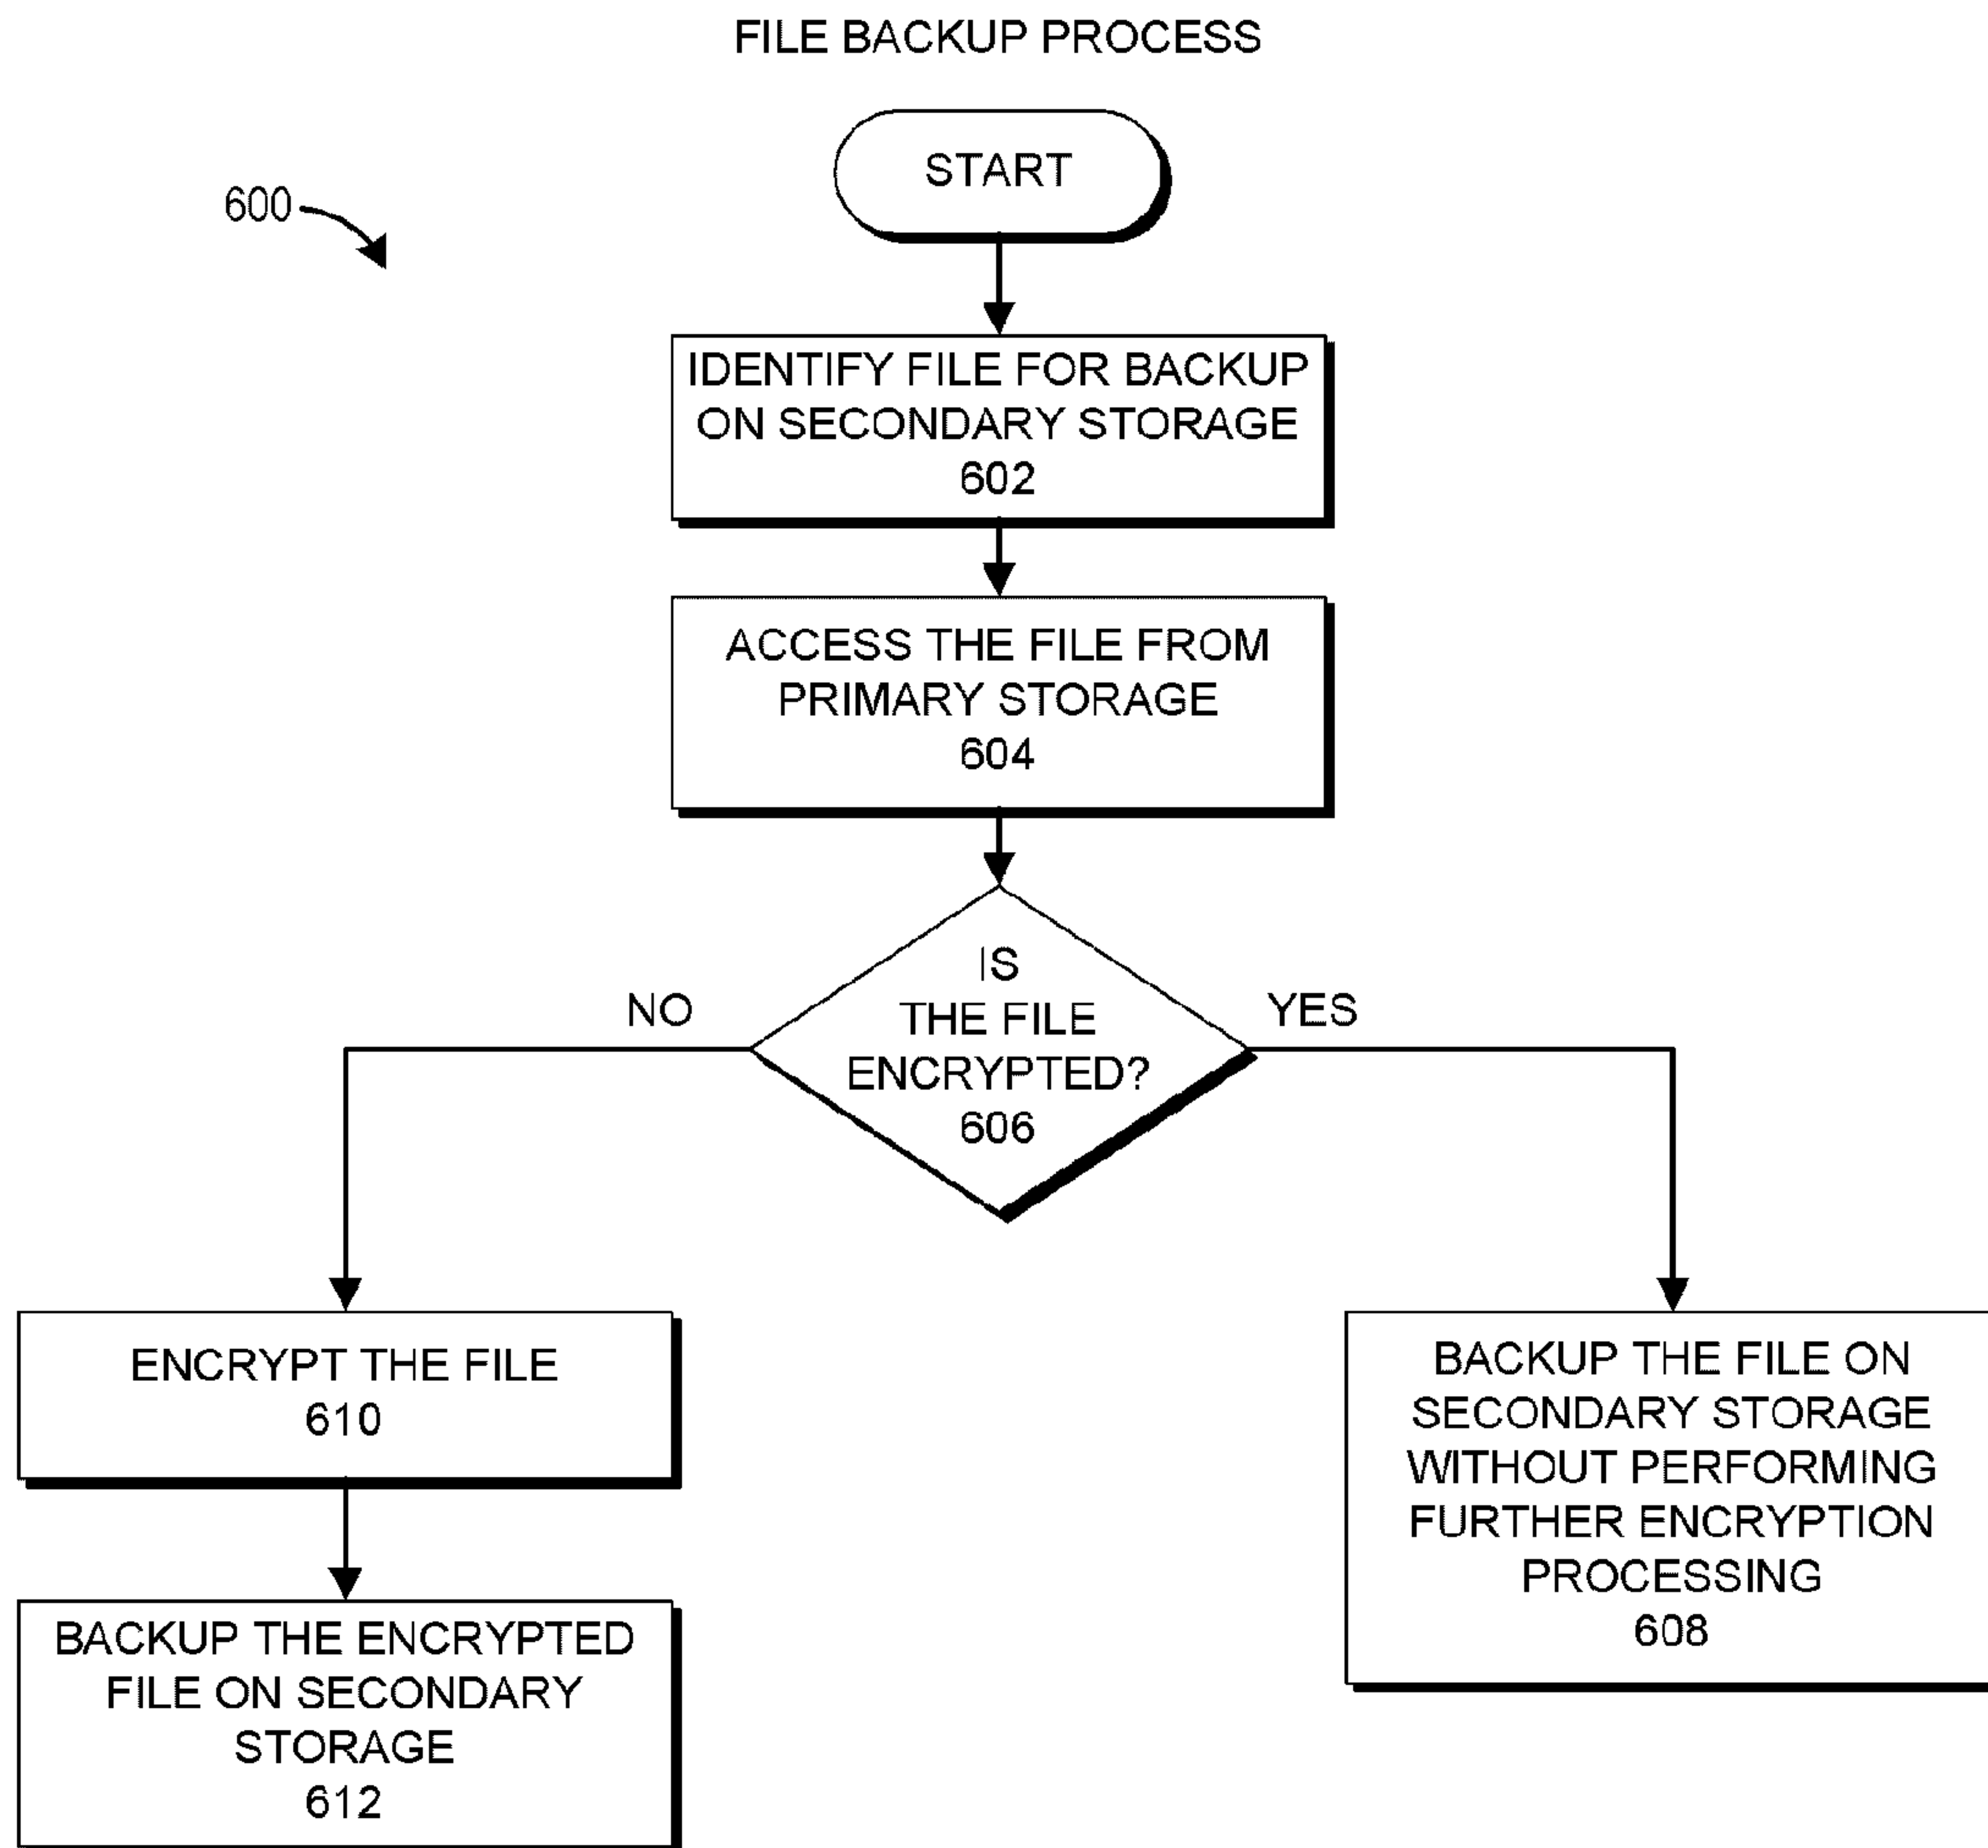 FILE BACKUP PROCESS
START
600
IDENTIFY FILE FOR BACKUP
ON SECONDARY STORAGE
602
ACCESS THE FILE FROM
PRIMARY STORAGE
604
IS
THE FILE
ENCRYPTED?
606
NO
YES
ENCRYPT THE FILE
610
BACKUP THE ENCRYPTED
FILE ON SECONDARY
STORAGE
612
BACKUP THE FILE ON
SECONDARY STORAGE
WITHOUT PERFORMING
FURTHER ENCRYPTION
PROCESSING
608